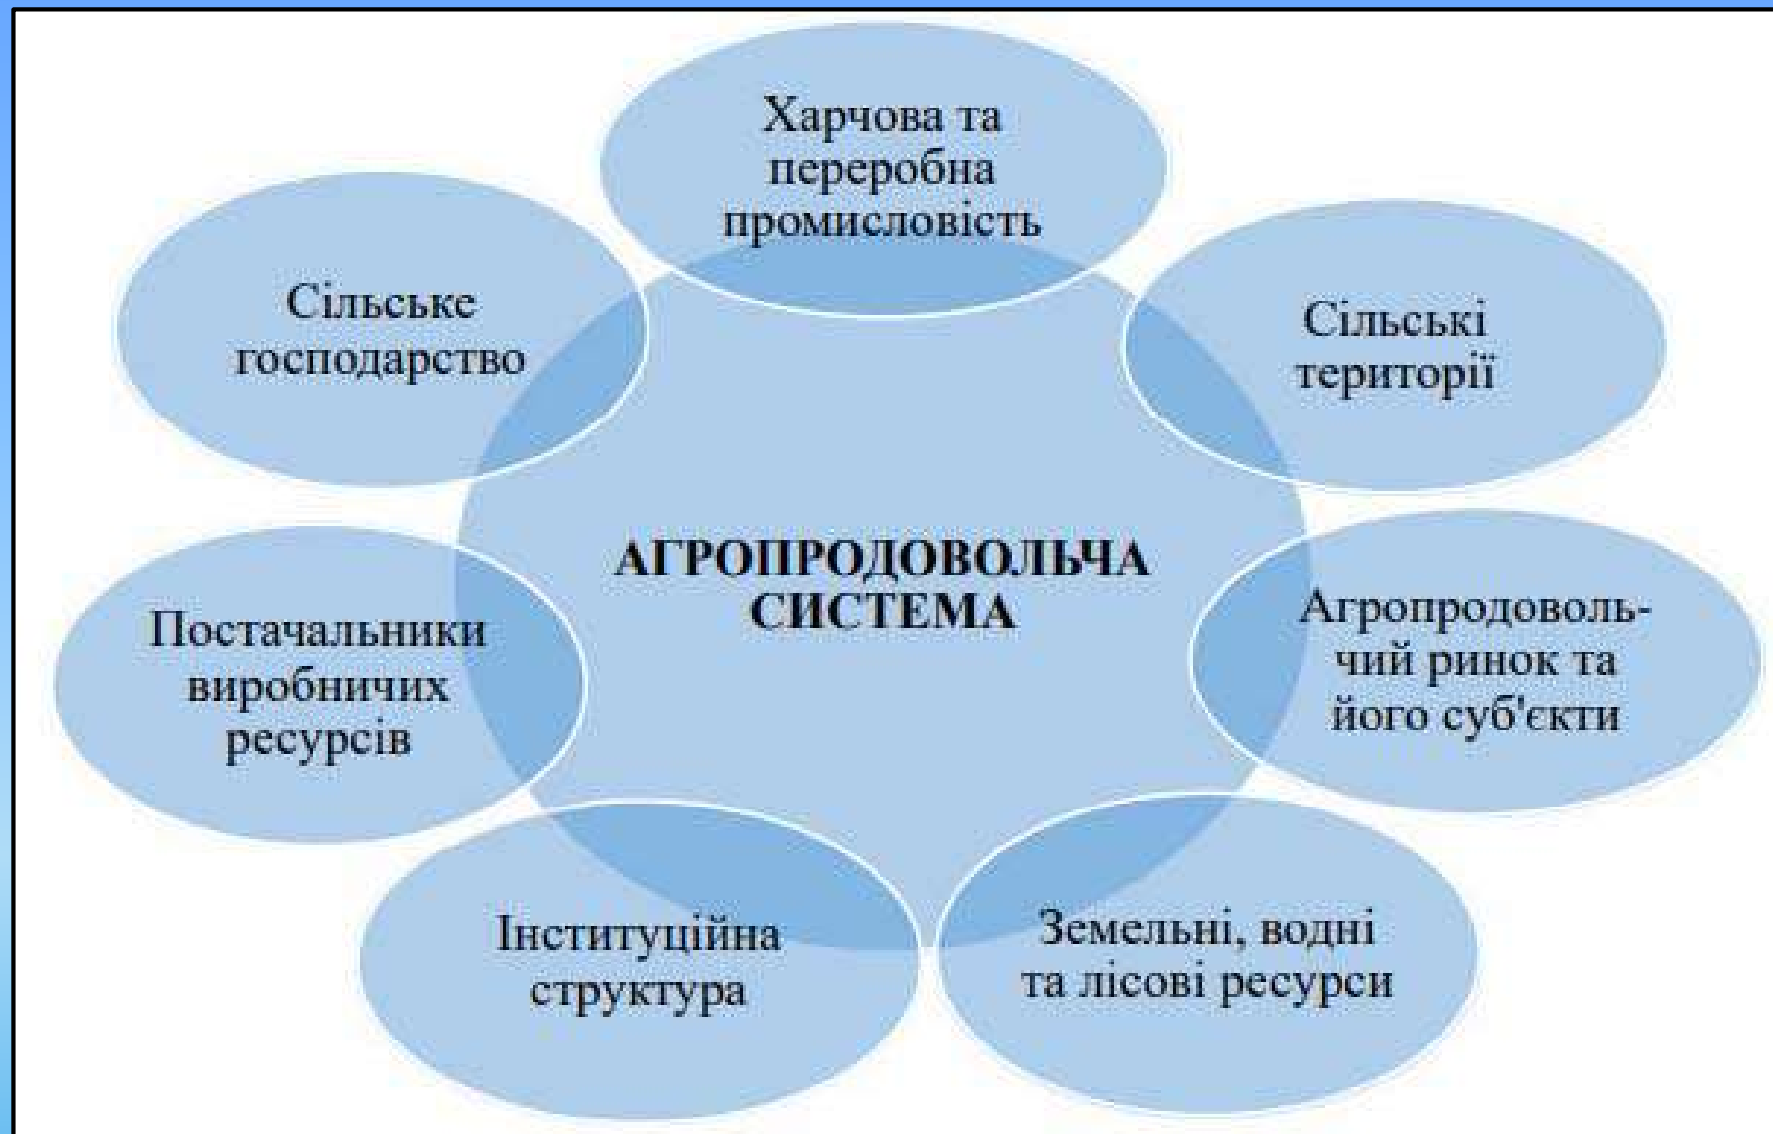 Харчова та
переробна
промисловість
Сільське
господарство
Сільські
території
АГРОПРОДОВОЛЬЧА
СИСТЕМА
Постачальники
виробничих
ресурсів
Агропродоволь-
чий ринок та
його суб'єкти
Інституційна
структура
Земельні, водні
та лісові ресурси